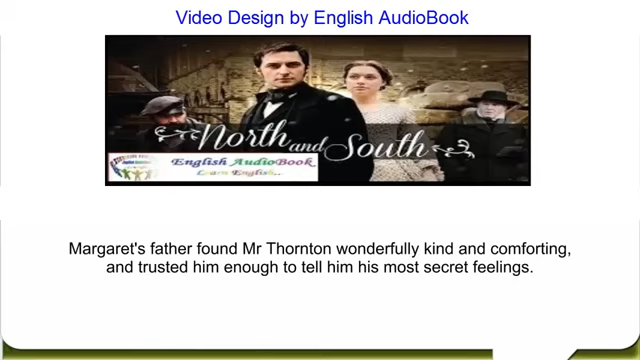 Video Design by English AudioBook
North and South
English AudioBook
Learn English...
Margaret's father found Mr Thornton wonderfully kind and comforting,
and trusted him enough to tell him his most secret feelings.